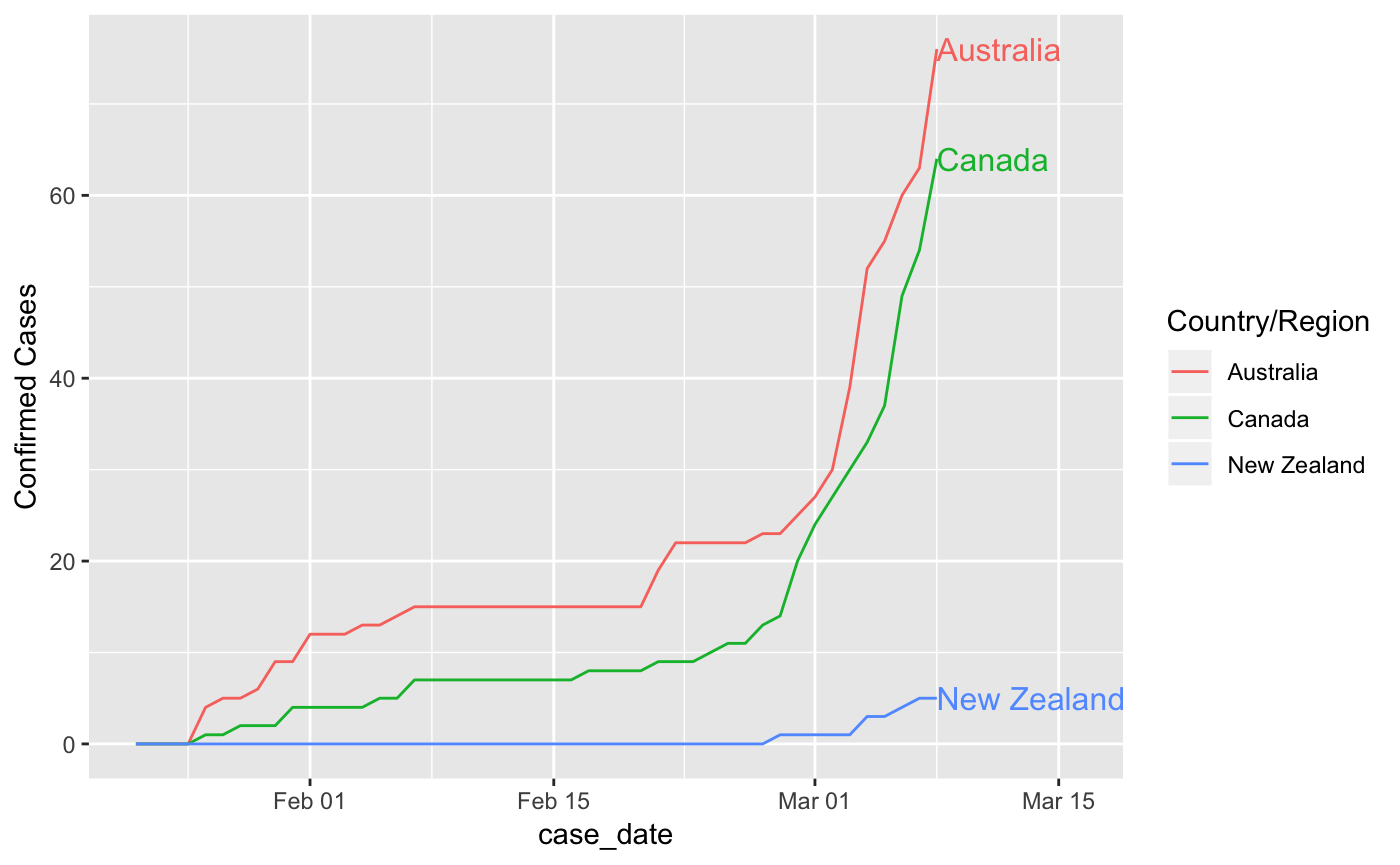 Australia
Canada
New Zealand
60
40
20
0
Feb 01
Feb 15
Mar 01
Mar 15
case_date
Confirmed Cases
Country/Region
Australia
Canada
New Zealand